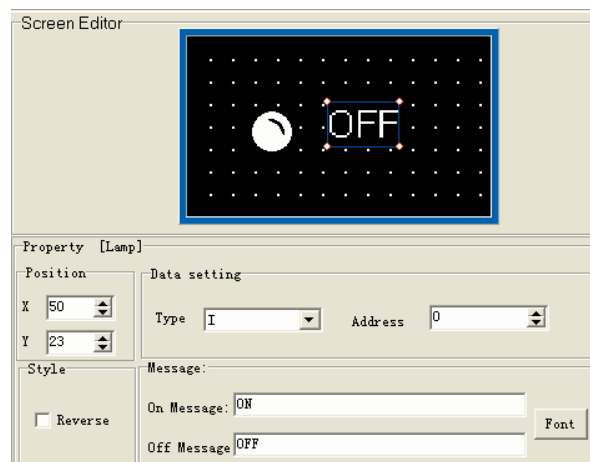 Screen Editor
OFF
Property [Lamp]
Position
Data setting
X 50
Type I Address 0
Y 23
Style
Message:
On Message: ON
Reverse
Font
Off Message OFF